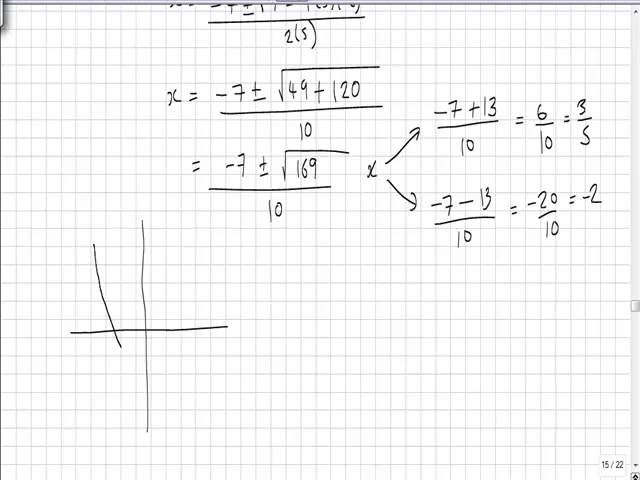 2(5)
x = -7 ± √49 + 120 / 10
= -7 ± √169 / 10
x
-7 + 13 / 10 = 6/10 = 3/5
-7 - 13 / 10 = -20/10 = -2
15 / 22